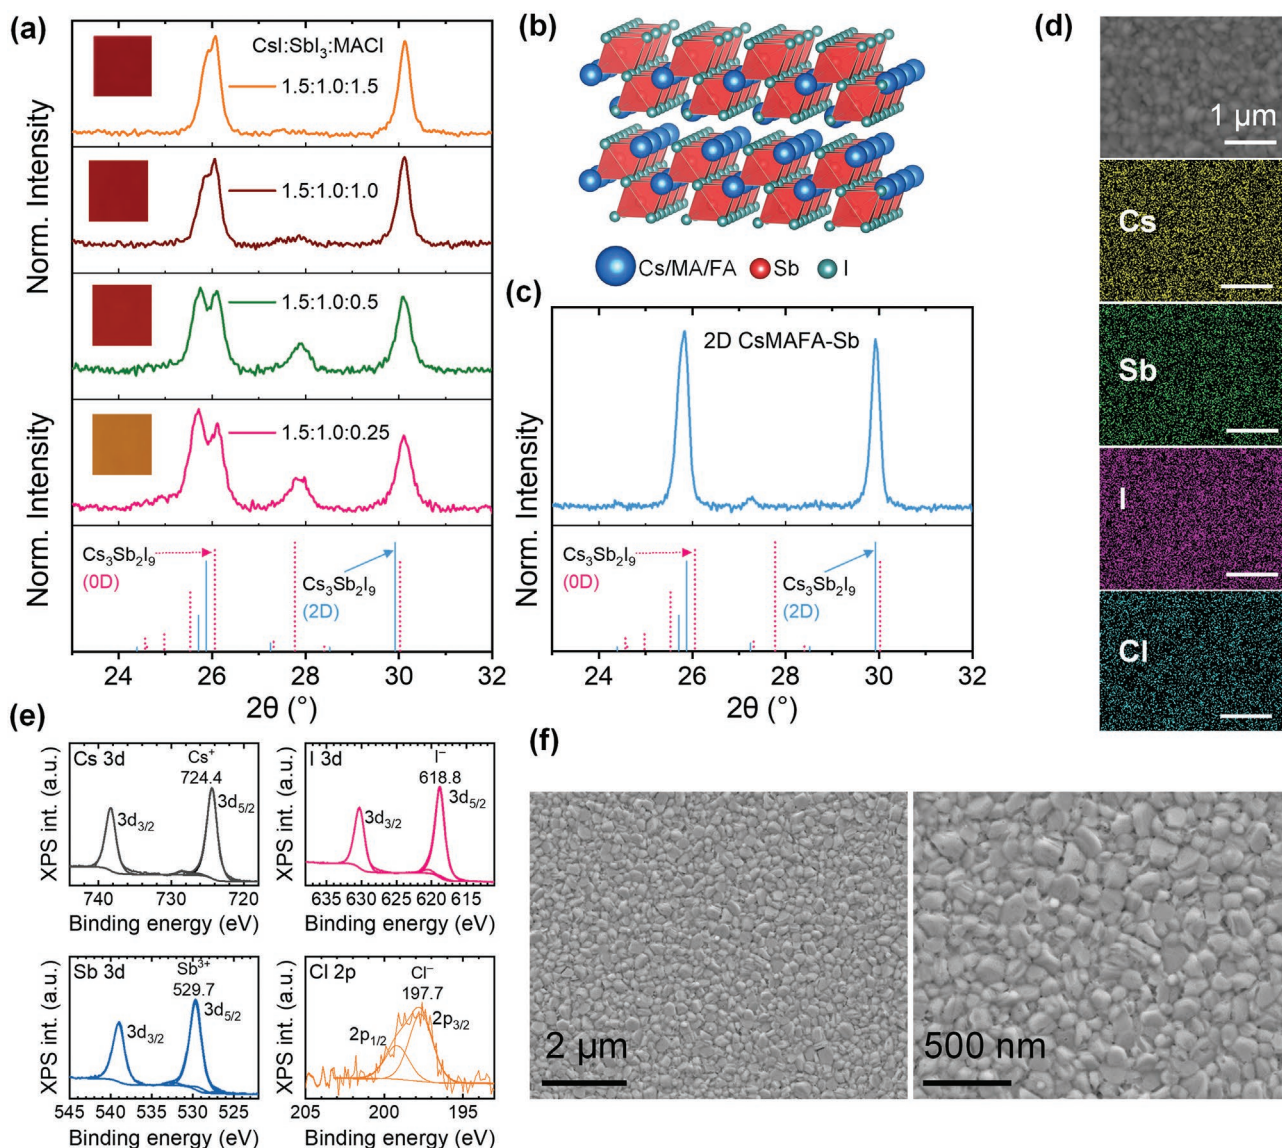 (a)
CsI:SbI₃:MACl
1.5:1.0:1.5
1.5:1.0:1.0
1.5:1.0:0.5
1.5:1.0:0.25
Norm. Intensity
Norm. Intensity
Cs₃Sb₂I₉
(0D)
Cs₃Sb₂I₉
(2D)
24 26 28 30 32
2θ (°)
(b)
Cs/MA/FA Sb I
(c)
2D CsMAFA-Sb
Norm. Intensity
Cs₃Sb₂I₉
(0D)
Cs₃Sb₂I₉
(2D)
24 26 28 30 32
2θ (°)
(d)
1 µm
Cs
Sb
I
Cl
(e)
XPS int. (a.u.)
Cs 3d
Cs⁺
724.4
3d₅/₂
3d₃/₂
740 730 720
Binding energy (eV)
XPS int. (a.u.)
I 3d
I⁻
618.8
3d₅/₂
3d₃/₂
635 630 625 620 615
Binding energy (eV)
XPS int. (a.u.)
Sb 3d
Sb³⁺
529.7
3d₅/₂
3d₃/₂
545 540 535 530 525
Binding energy (eV)
XPS int. (a.u.)
Cl 2p
Cl⁻
197.7
2p₃/₂
2p₁/₂
205 200 195
Binding energy (eV)
(f)
2 µm
500 nm